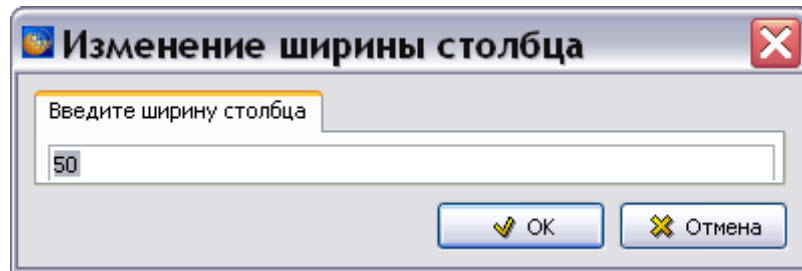 Изменение ширины столбца
Введите ширину столбца
50
OK
Отмена